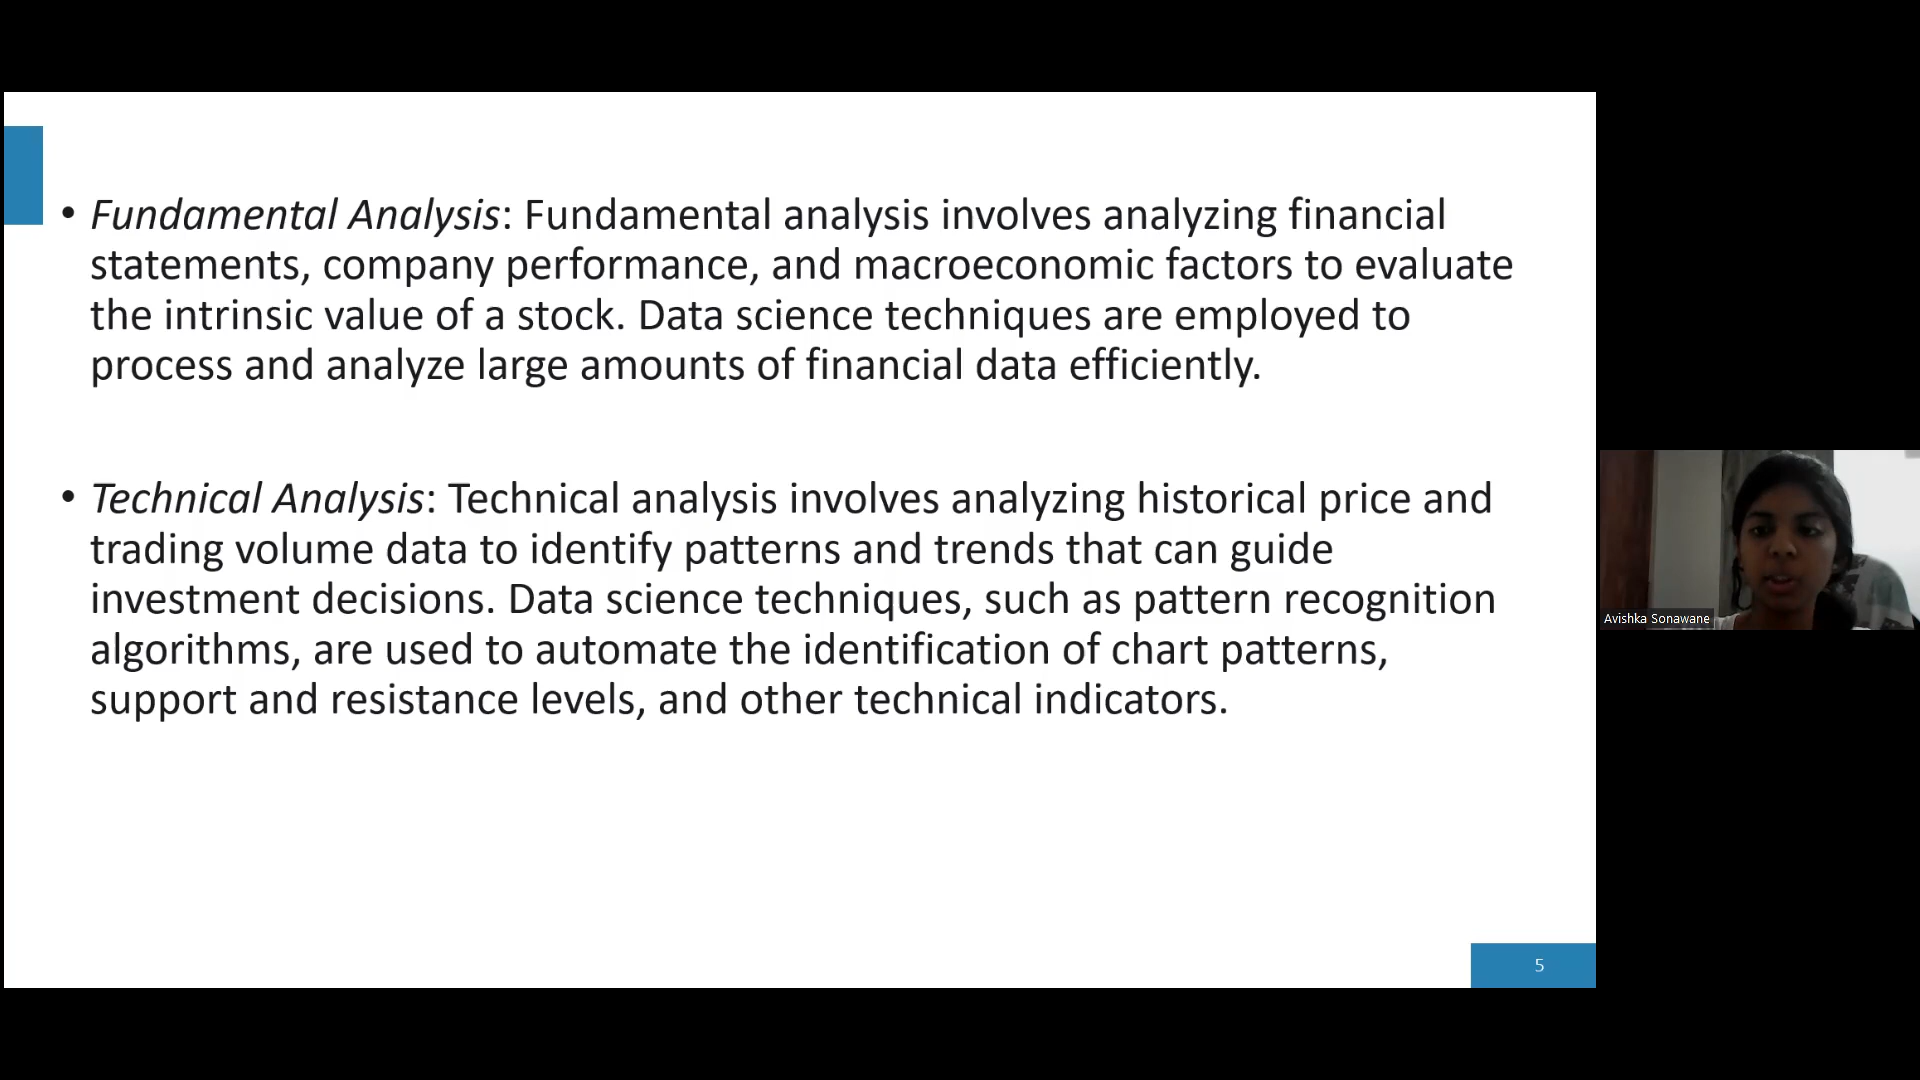 • Fundamental Analysis: Fundamental analysis involves analyzing financial
statements, company performance, and macroeconomic factors to evaluate
the intrinsic value of a stock. Data science techniques are employed to
process and analyze large amounts of financial data efficiently.
• Technical Analysis: Technical analysis involves analyzing historical price and
trading volume data to identify patterns and trends that can guide
investment decisions. Data science techniques, such as pattern recognition
algorithms, are used to automate the identification of chart patterns,
support and resistance levels, and other technical indicators.
5
Avishka Sonawane